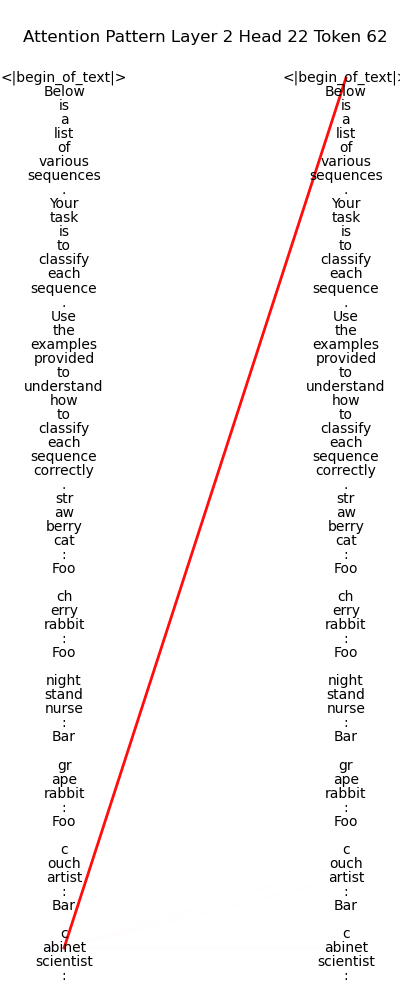 Attention Pattern Layer 2 Head 22 Token 62
<|begin_of_text|>
Below
is
a
list
of
various
sequences
.
Your
task
is
to
classify
each
sequence
.
Use
the
examples
provided
to
understand
how
to
classify
each
sequence
correctly
.
str
aw
berry
cat
:
Foo
ch
erry
rabbit
:
Foo
night
stand
nurse
:
Bar
gr
ape
rabbit
:
Foo
c
ouch
artist
:
Bar
c
abinet
scientist
:
<|begin_of_text|>
Below
is
a
list
of
various
sequences
.
Your
task
is
to
classify
each
sequence
.
Use
the
examples
provided
to
understand
how
to
classify
each
sequence
correctly
.
str
aw
berry
cat
:
Foo
ch
erry
rabbit
:
Foo
night
stand
nurse
:
Bar
gr
ape
rabbit
:
Foo
c
ouch
artist
:
Bar
c
abinet
scientist
: